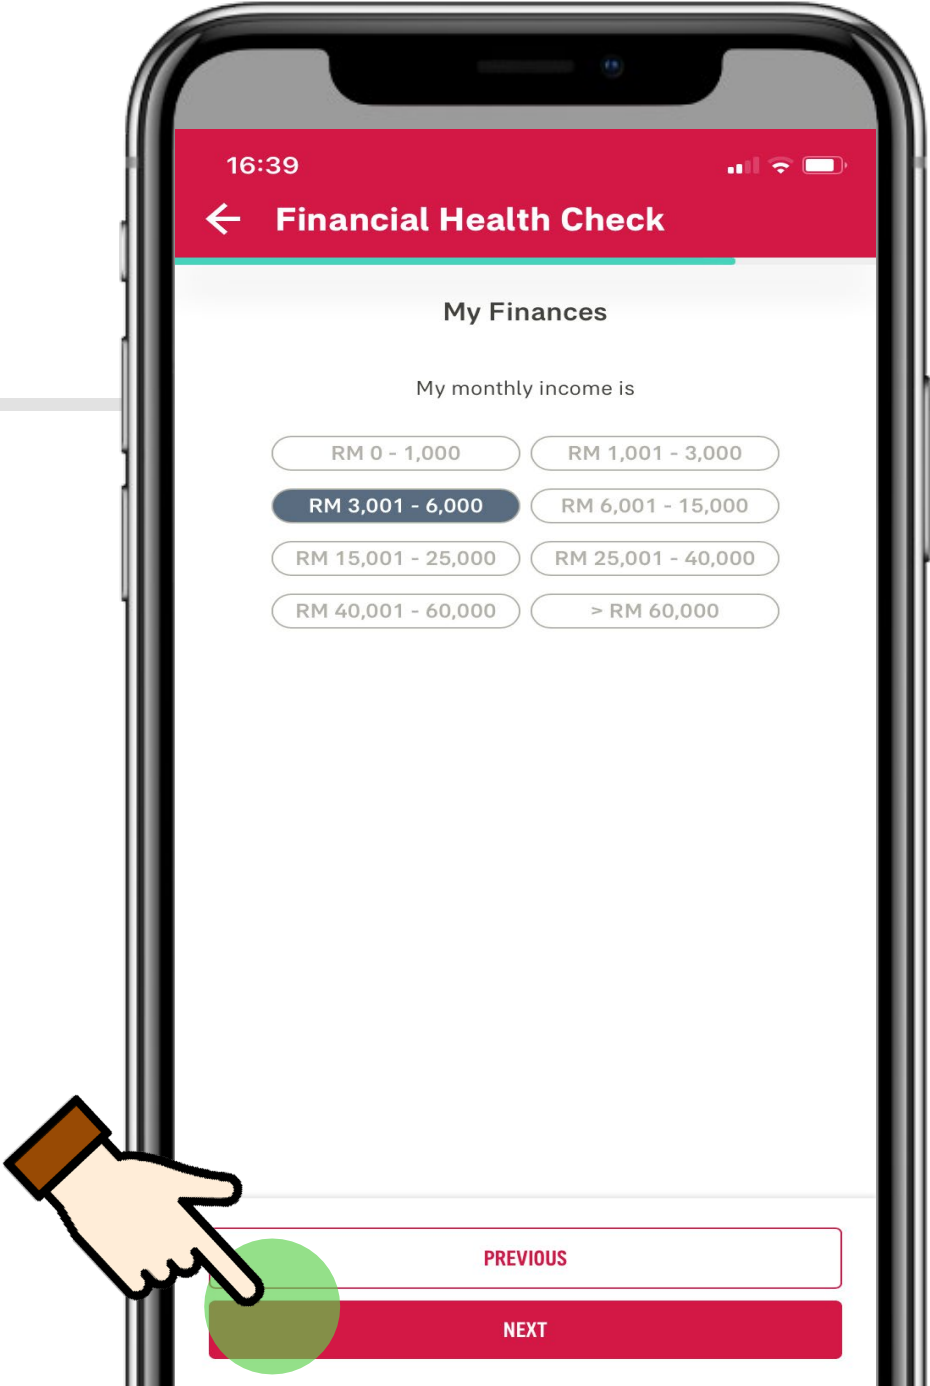 16:39
Financial Health Check
My Finances
My monthly income is
RM 0 - 1,000 RM 1,001 - 3,000
RM 3,001 - 6,000 RM 6,001 - 15,000
RM 15,001 - 25,000 RM 25,001 - 40,000
RM 40,001 - 60,000 > RM 60,000
PREVIOUS
NEXT